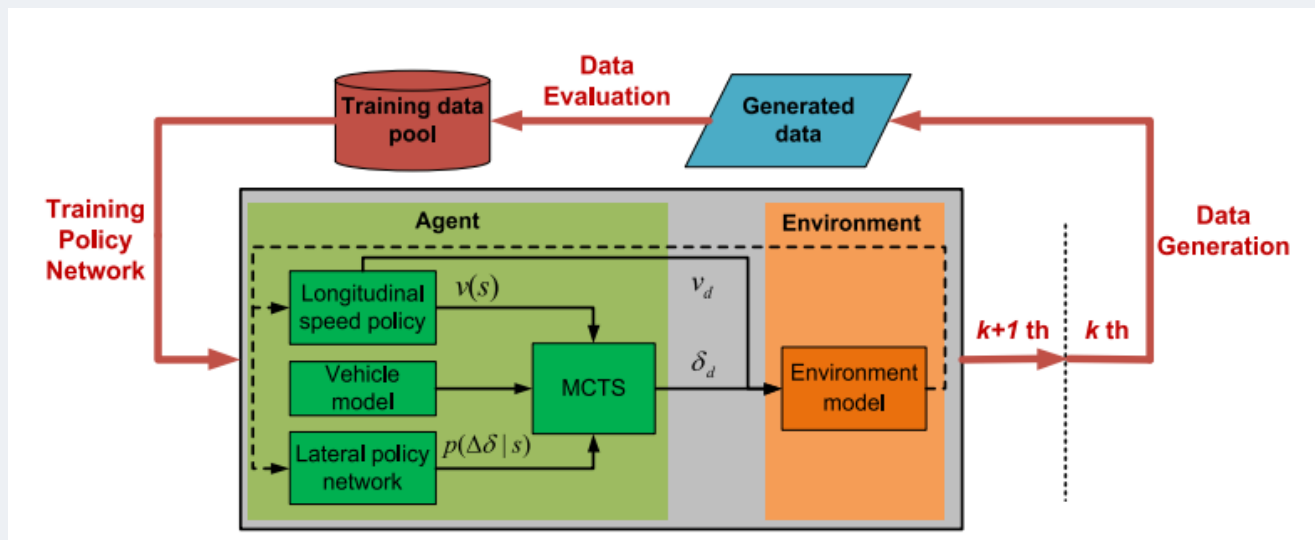 Data
Evaluation
Training data
pool
Generated
data
Training
Policy
Network
Data
Generation
Agent
Environment
Longitudinal
speed policy
v(s)
v_d
k+1 th
k th
Vehicle
model
MCTS
δ_d
Environment
model
Lateral policy
network
p(Δδ | s)